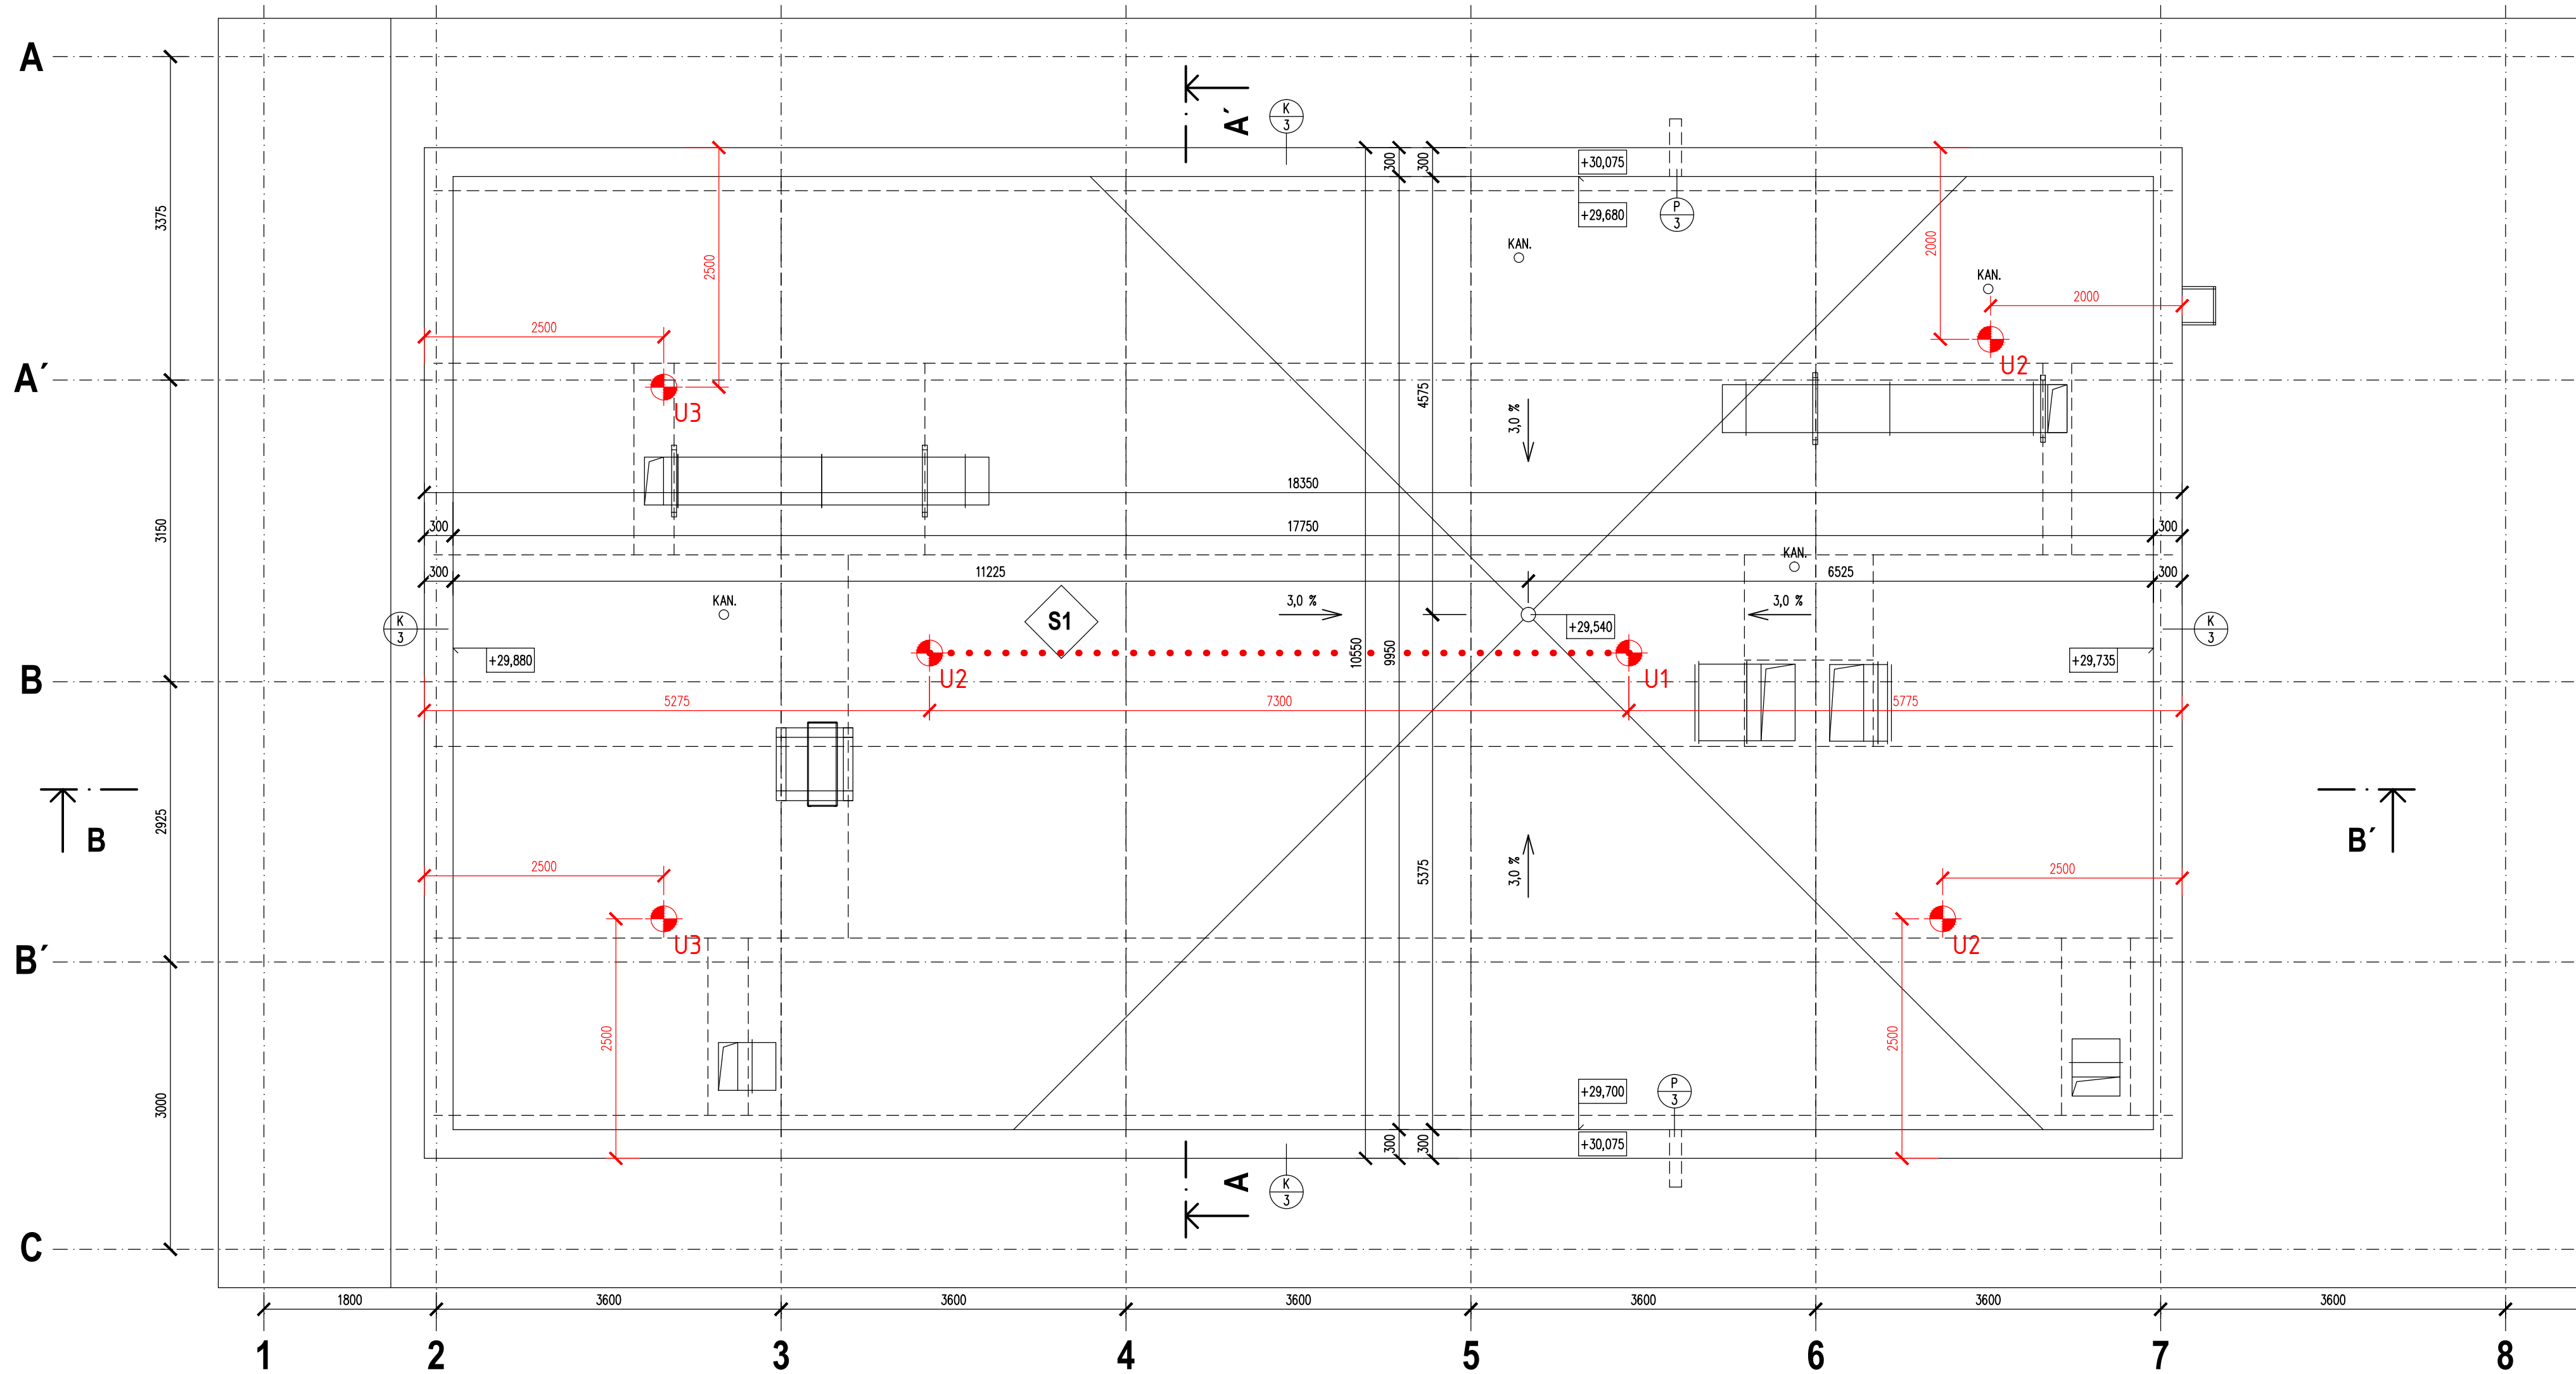 A
A´
K
3
300
300
+30,075
3375
2500
2000
+29,680
P
3
KAN.
KAN.
2000
2500
U2
A´
U3
4575
3,0 %
18350
3150
300
17750
300
300
11225
6525
300
KAN.
KAN.
K
3
S1
3,0 %
3,0 %
+29,540
K
3
+29,880
10550
9950
+29,735
B
U2
U1
5275
7300
5775
B
2925
B´
2500
5375
3,0 %
2500
U3
U2
B´
2500
2500
3000
+29,700
P
3
300
300
+30,075
A
K
3
C
1800
3600
3600
3600
3600
3600
3600
1
2
3
4
5
6
7
8